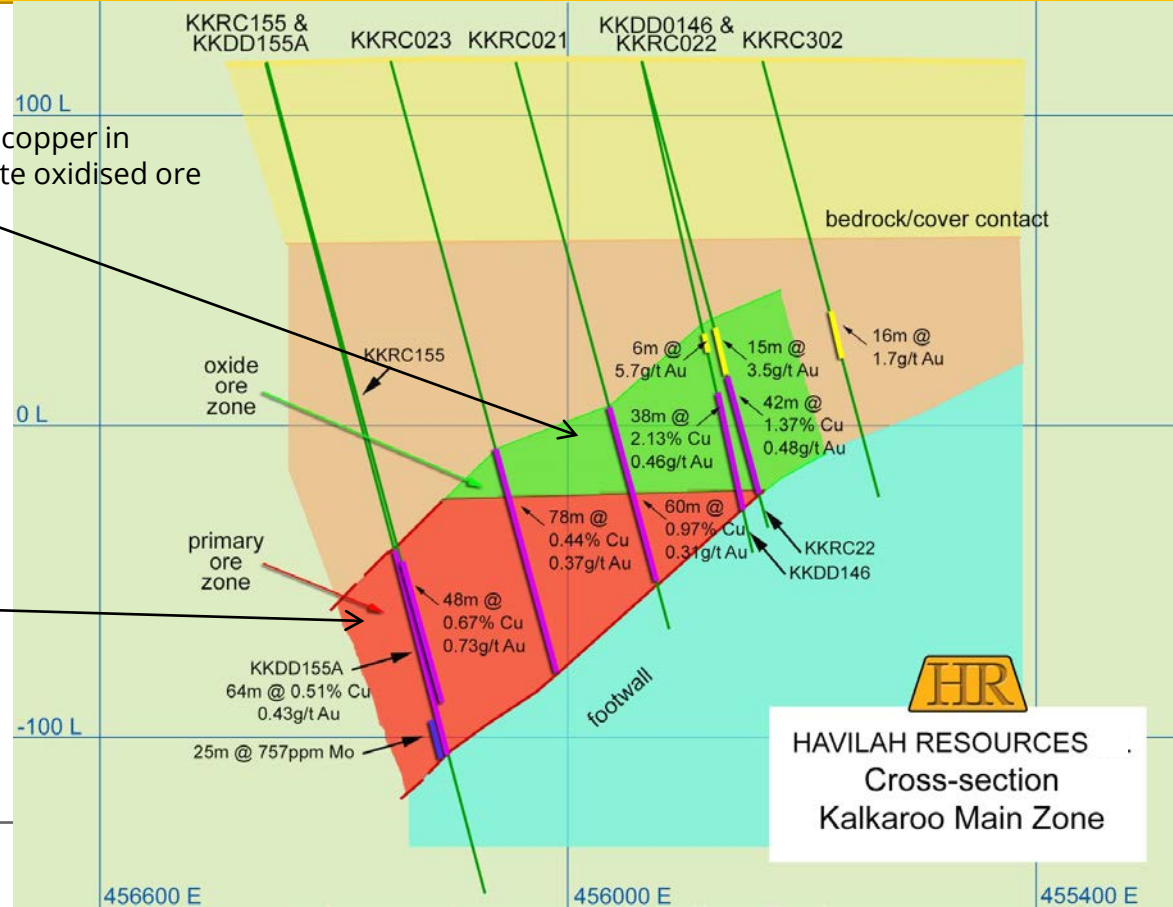 KKRC155 &
KKDD155A
KKRC023
KKRC021
KKDD0146 &
KKRC022
KKRC302
100 L
copper in
te oxidised ore
bedrock/cover contact
KKRC155
oxide
ore
zone
6m @
5.7g/t Au
15m @
3.5g/t Au
16m @
1.7g/t Au
0 L
38m @
2.13% Cu
0.46g/t Au
42m @
1.37% Cu
0.48g/t Au
78m @
0.44% Cu
0.37g/t Au
60m @
0.97% Cu
0.31g/t Au
KKRC22
KKDD146
primary
ore
zone
48m @
0.67% Cu
0.73g/t Au
KKDD155A
64m @ 0.51% Cu
0.43g/t Au
footwall
-100 L
25m @ 757ppm Mo
HR
HAVILAH RESOURCES .
Cross-section
Kalkaroo Main Zone
456600 E
456000 E
455400 E